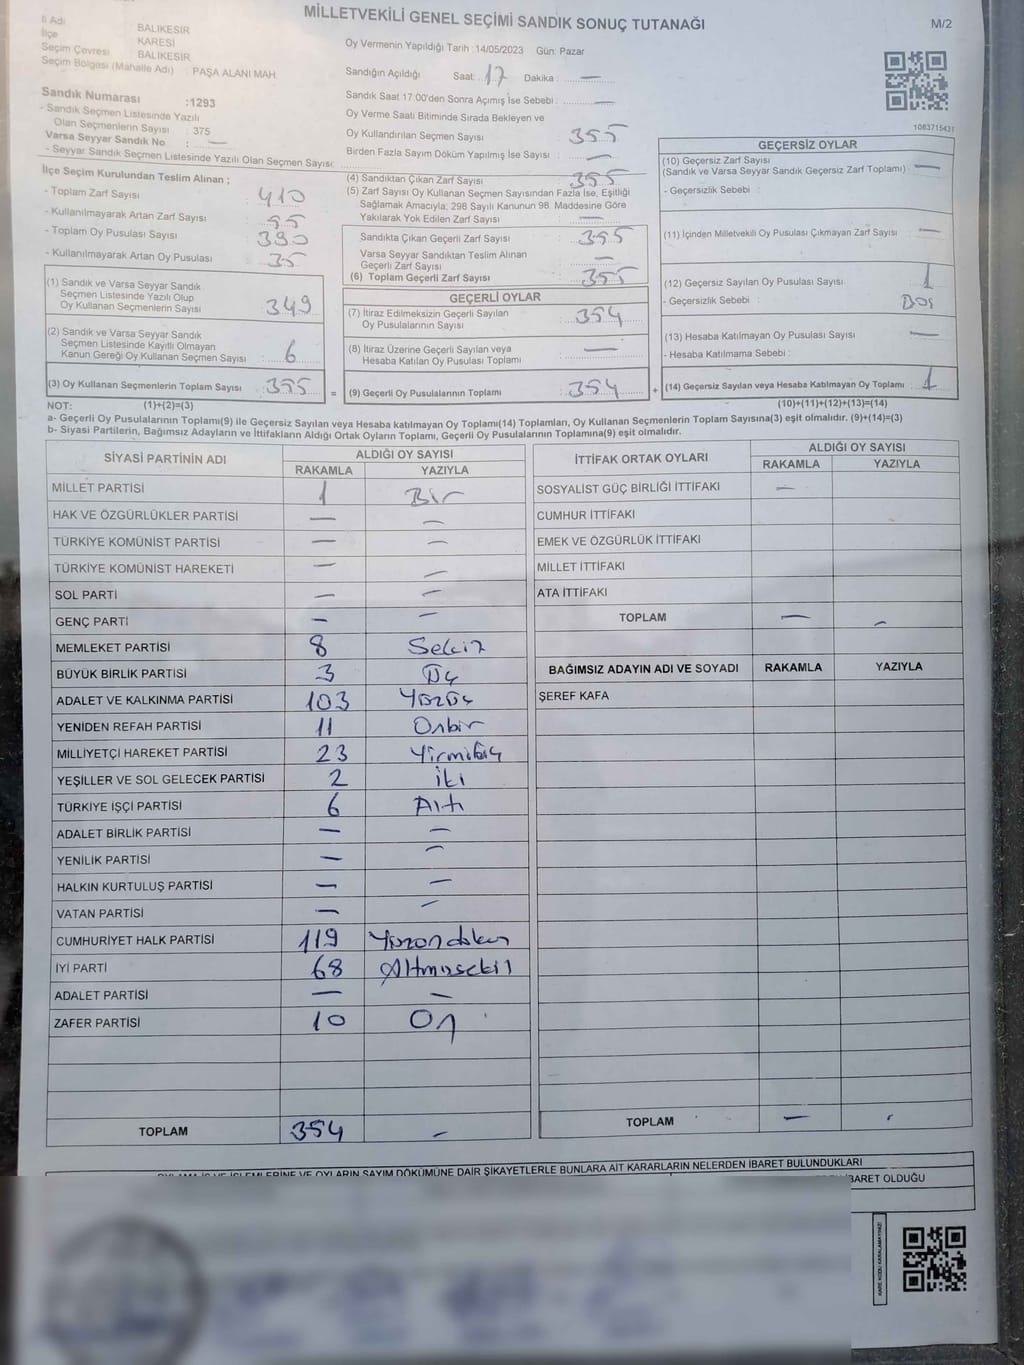 MİLLETVEKİLİ GENEL SEÇİMİ SANDIK SONUÇ TUTANAĞI
M/2
İl Adı BALIKESİR
İlçe KARESİ
Seçim Çevresi BALIKESİR
Seçim Bölgesi (Mahalle Adı) : PAŞA ALANI MAH.
Sandık Numarası :1293
- Sandık Seçmen Listesinde Yazılı
Olan Seçmenlerin Sayısı : 375
Varsa Seyyar Sandık No : —
- Seyyar Sandık Seçmen Listesinde Yazılı Olan Seçmen Sayısı:
Oy Vermenin Yapıldığı Tarih : 14/05/2023 Gün: Pazar
Sandığın Açıldığı Saat: 17 Dakika : —
Sandık Saat 17:00'den Sonra Açımış İse Sebebi : —
Oy Verme Saati Bitiminde Sırada Bekleyen ve
Oy Kullandırılan Seçmen Sayısı 355
Birden Fazla Sayım Döküm Yapılmış İse Sayısı : —
1083715431
İlçe Seçim Kurulundan Teslim Alınan ;
- Toplam Zarf Sayısı : 410
- Kullanılmayarak Artan Zarf Sayısı : 55
- Toplam Oy Pusulası Sayısı : 390
- Kullanılmayarak Artan Oy Pusulası : 35
(4) Sandıktan Çıkan Zarf Sayısı : 355
(5) Zarf Sayısı Oy Kullanan Seçmen Sayısından Fazla İse, Eşitliği
Sağlamak Amacıyla; 298 Sayılı Kanunun 98. Maddesine Göre
Yakılarak Yok Edilen Zarf Sayısı : —
Sandıkta Çıkan Geçerli Zarf Sayısı : 355
Varsa Seyyar Sandıktan Teslim Alınan
Geçerli Zarf Sayısı : —
(6) Toplam Geçerli Zarf Sayısı : 355
GEÇERSİZ OYLAR
(10) Geçersiz Zarf Sayısı
(Sandık ve Varsa Seyyar Sandık Geçersiz Zarf Toplamı) : —
- Geçersizlik Sebebi :
(11) İçinden Milletvekili Oy Pusulası Çıkmayan Zarf Sayısı : —
(12) Geçersiz Sayılan Oy Pusulası Sayısı : 1
- Geçersizlik Sebebi : BOŞ
(13) Hesaba Katılmayan Oy Pusulası Sayısı : —
- Hesaba Katılmama Sebebi :
(14) Geçersiz Sayılan veya Hesaba Katılmayan Oy Toplamı : 1
(10)+(11)+(12)+(13)=(14)
(1) Sandık ve Varsa Seyyar Sandık
Seçmen Listesinde Yazılı Olup
Oy Kullanan Seçmenlerin Sayısı : 349
(2) Sandık ve Varsa Seyyar Sandık
Seçmen Listesinde Kayıtlı Olmayan
Kanun Gereği Oy Kullanan Seçmen Sayısı : 6
(3) Oy Kullanan Seçmenlerin Toplam Sayısı : 355
=
GEÇERLİ OYLAR
(7) İtiraz Edilmeksizin Geçerli Sayılan
Oy Pusulalarının Sayısı : 354
(8) İtiraz Üzerine Geçerli Sayılan veya
Hesaba Katılan Oy Pusulası Toplamı : —
(9) Geçerli Oy Pusulalarının Toplamı : 354
+
NOT: (1)+(2)=(3)
a- Geçerli Oy Pusulalarının Toplamı(9) ile Geçersiz Sayılan veya Hesaba katılmayan Oy Toplamı(14) Toplamları, Oy Kullanan Seçmenlerin Toplam Sayısına(3) eşit olmalıdır. (9)+(14)=(3)
b- Siyasi Partilerin, Bağımsız Adayların ve İttifakların Aldığı Ortak Oyların Toplamı, Geçerli Oy Pusulalarının Toplamına(9) eşit olmalıdır.
SİYASİ PARTİNİN ADI ALDIĞI OY SAYISI
RAKAMLA YAZIYLA
MİLLET PARTİSİ 1 Bir
HAK VE ÖZGÜRLÜKLER PARTİSİ — —
TÜRKİYE KOMÜNİST PARTİSİ — —
TÜRKİYE KOMÜNİST HAREKETİ — —
SOL PARTİ — —
GENÇ PARTİ — —
MEMLEKET PARTİSİ 8 Sekiz
BÜYÜK BİRLİK PARTİSİ 3 Üç
ADALET VE KALKINMA PARTİSİ 103 Yüzüç
YENİDEN REFAH PARTİSİ 11 Onbir
MİLLİYETÇİ HAREKET PARTİSİ 23 Yirmiüç
YEŞİLLER VE SOL GELECEK PARTİSİ 2 İki
TÜRKİYE İŞÇİ PARTİSİ 6 Altı
ADALET BİRLİK PARTİSİ — —
YENİLİK PARTİSİ — —
HALKIN KURTULUŞ PARTİSİ — —
VATAN PARTİSİ — —
CUMHURİYET HALK PARTİSİ 119 Yüzondokuz
İYİ PARTİ 68 Altmışsekiz
ADALET PARTİSİ — —
ZAFER PARTİSİ 10 On
TOPLAM 354 —
İTTİFAK ORTAK OYLARI ALDIĞI OY SAYISI
RAKAMLA YAZIYLA
SOSYALİST GÜÇ BİRLİĞİ İTTİFAKI —
CUMHUR İTTİFAKI
EMEK VE ÖZGÜRLÜK İTTİFAKI
MİLLET İTTİFAKI
ATA İTTİFAKI
TOPLAM — —
BAĞIMSIZ ADAYIN ADI VE SOYADI RAKAMLA YAZIYLA
ŞEREF KAFA
TOPLAM — —
OYLARIN SAYIM DÖKÜMÜNE DAİR ŞİKAYETLERLE BUNLARA AİT KARARLARIN NELERDEN İBARET BULUNDUKLARI
İBARET OLDUĞU
KARE KODU KARALAMAYINIZ!